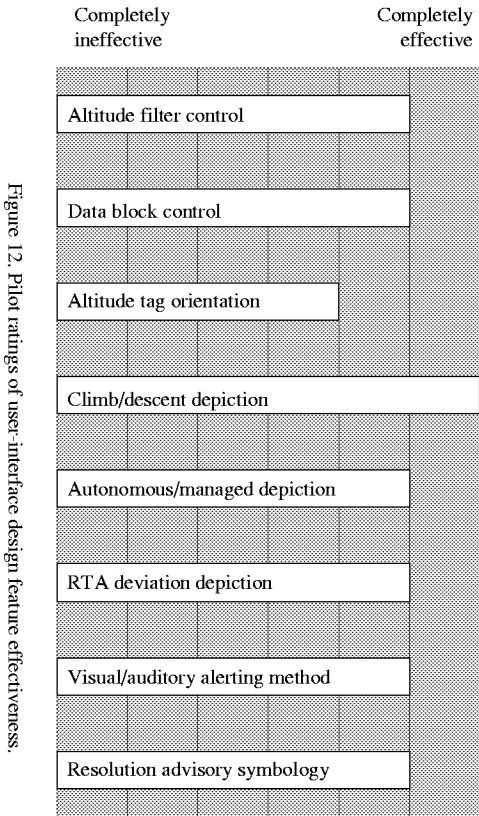 Completely
ineffective
Completely
effective
Altitude filter control
Data block control
Altitude tag orientation
Climb/descent depiction
Autonomous/managed depiction
RTA deviation depiction
Visual/auditory alerting method
Resolution advisory symbology
Figure 12. Pilot ratings of user-interface design feature effectiveness.